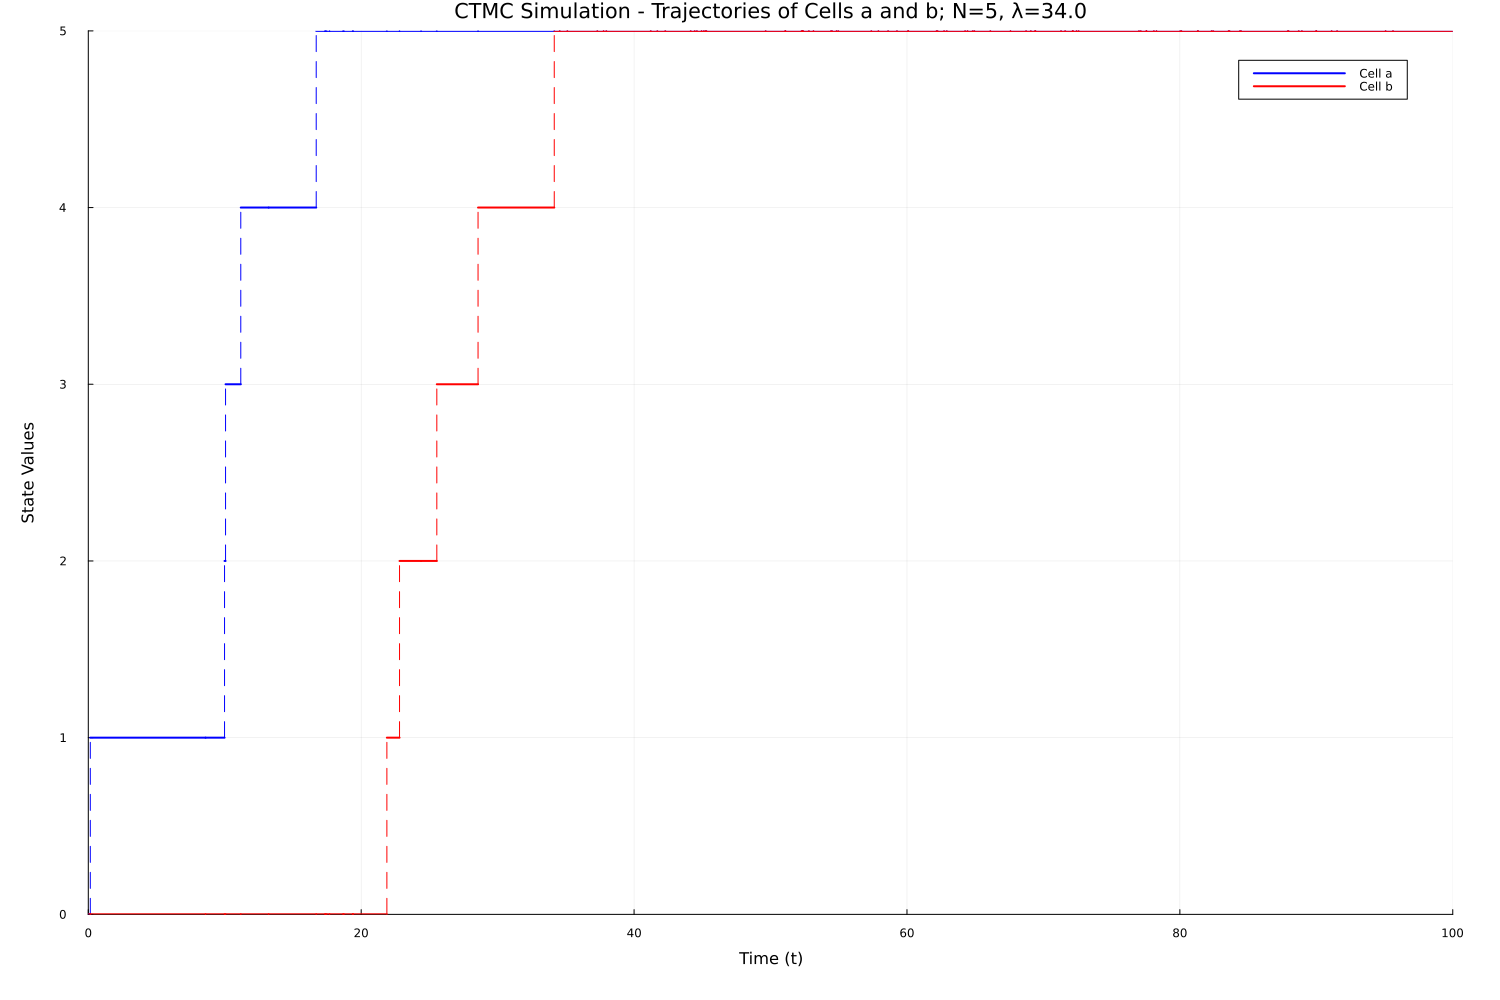 CTMC Simulation - Trajectories of Cells a and b; N=5, λ=34.0
5
Cell a
Cell b
4
3
State Values
2
1
0
0 20 40 60 80 100
Time (t)